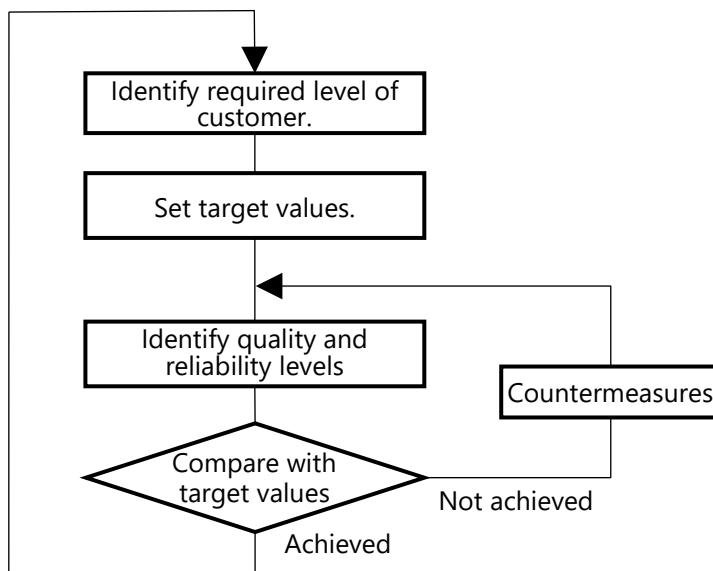 Identify required level of
customer.
Set target values.
Identify quality and
reliability levels
Countermeasures
Compare with
target values
Not achieved
Achieved